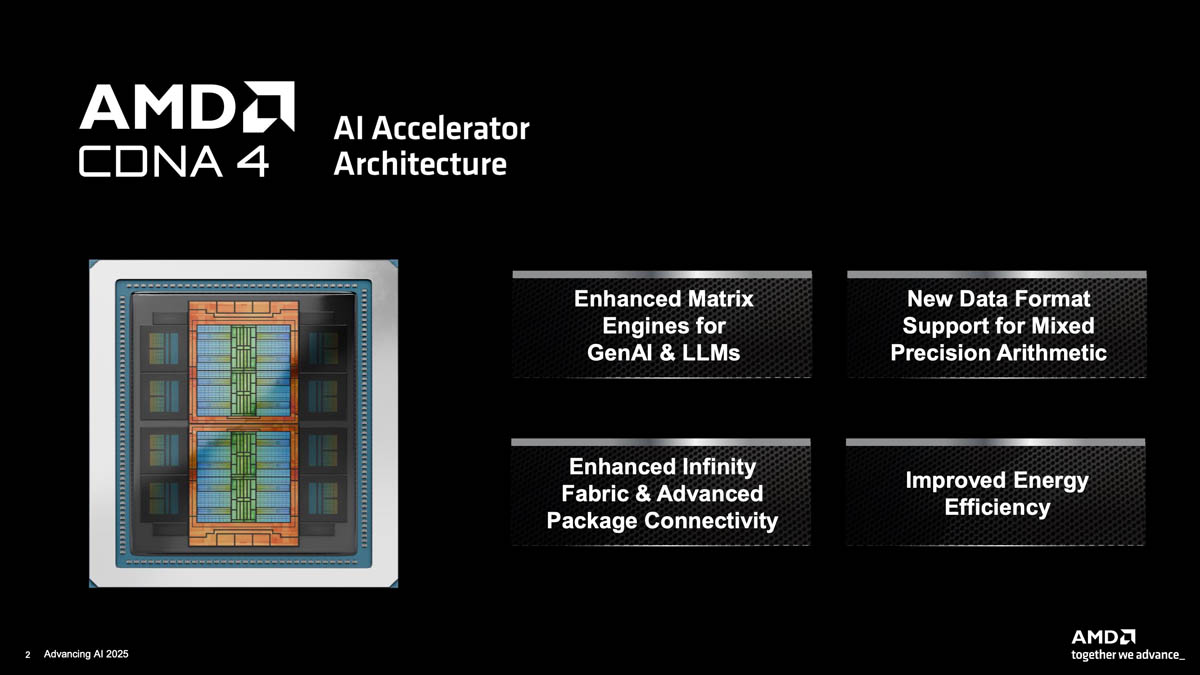 AMD
CDNA 4
AI Accelerator
Architecture
Enhanced Matrix
Engines for
GenAI & LLMs
New Data Format
Support for Mixed
Precision Arithmetic
Enhanced Infinity
Fabric & Advanced
Package Connectivity
Improved Energy
Efficiency
2 Advancing AI 2025
AMD
together we advance_